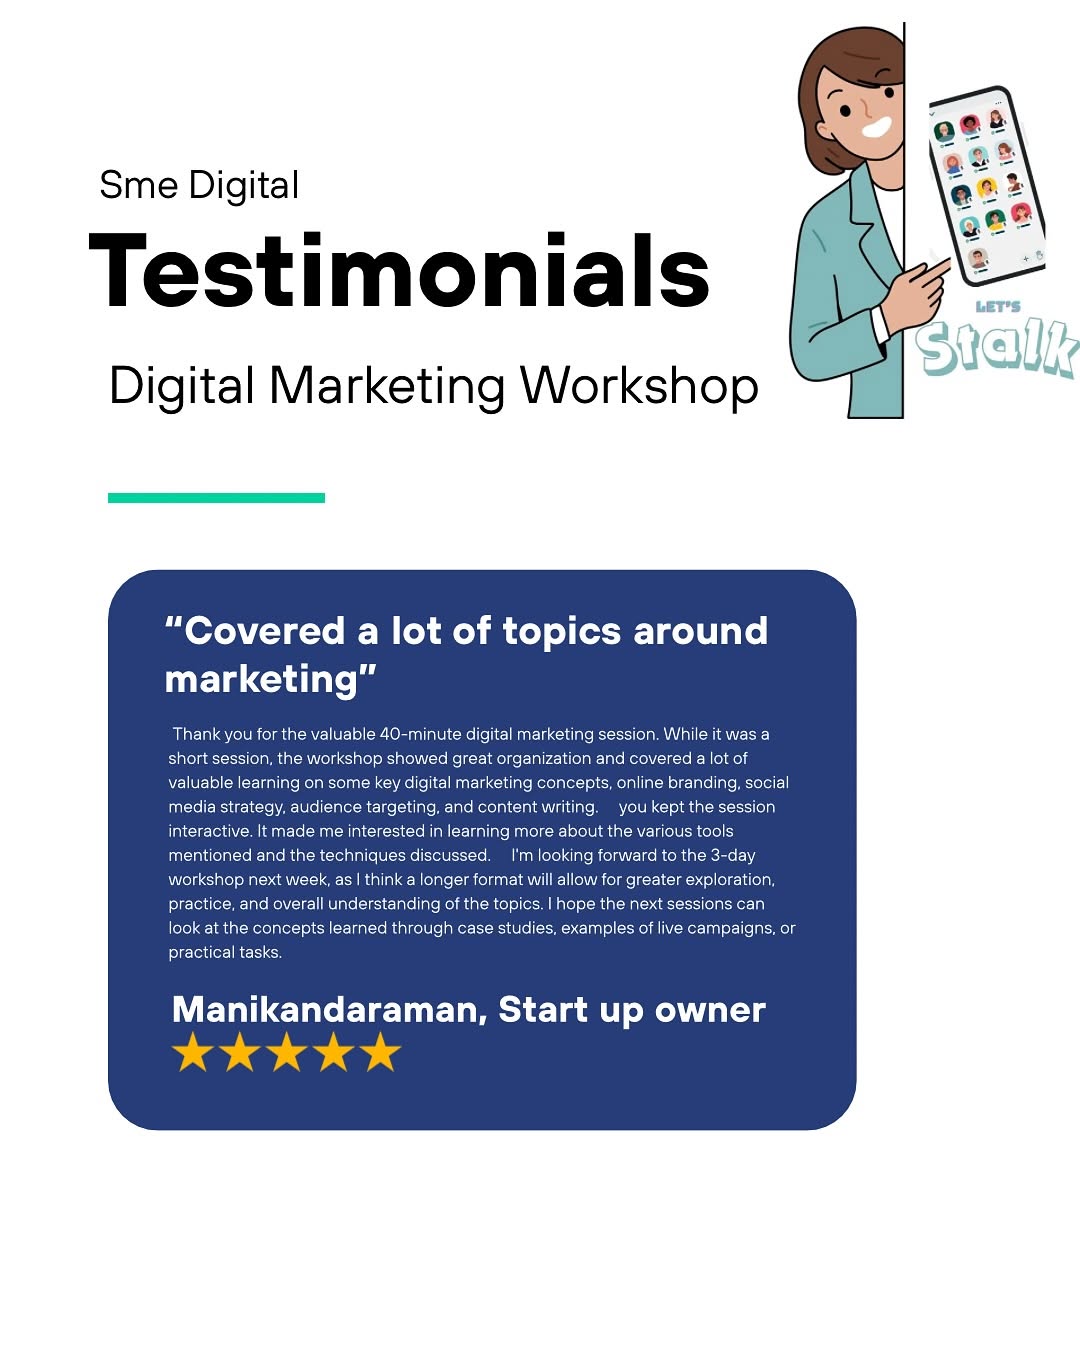 Sme Digital
Testimonials
Digital Marketing Workshop
LET'S
Stalk
“Covered a lot of topics around
marketing”
Thank you for the valuable 40-minute digital marketing session. While it was a
short session, the workshop showed great organization and covered a lot of
valuable learning on some key digital marketing concepts, online branding, social
media strategy, audience targeting, and content writing. you kept the session
interactive. It made me interested in learning more about the various tools
mentioned and the techniques discussed. I'm looking forward to the 3-day
workshop next week, as I think a longer format will allow for greater exploration,
practice, and overall understanding of the topics. I hope the next sessions can
look at the concepts learned through case studies, examples of live campaigns, or
practical tasks.
Manikandaraman, Start up owner